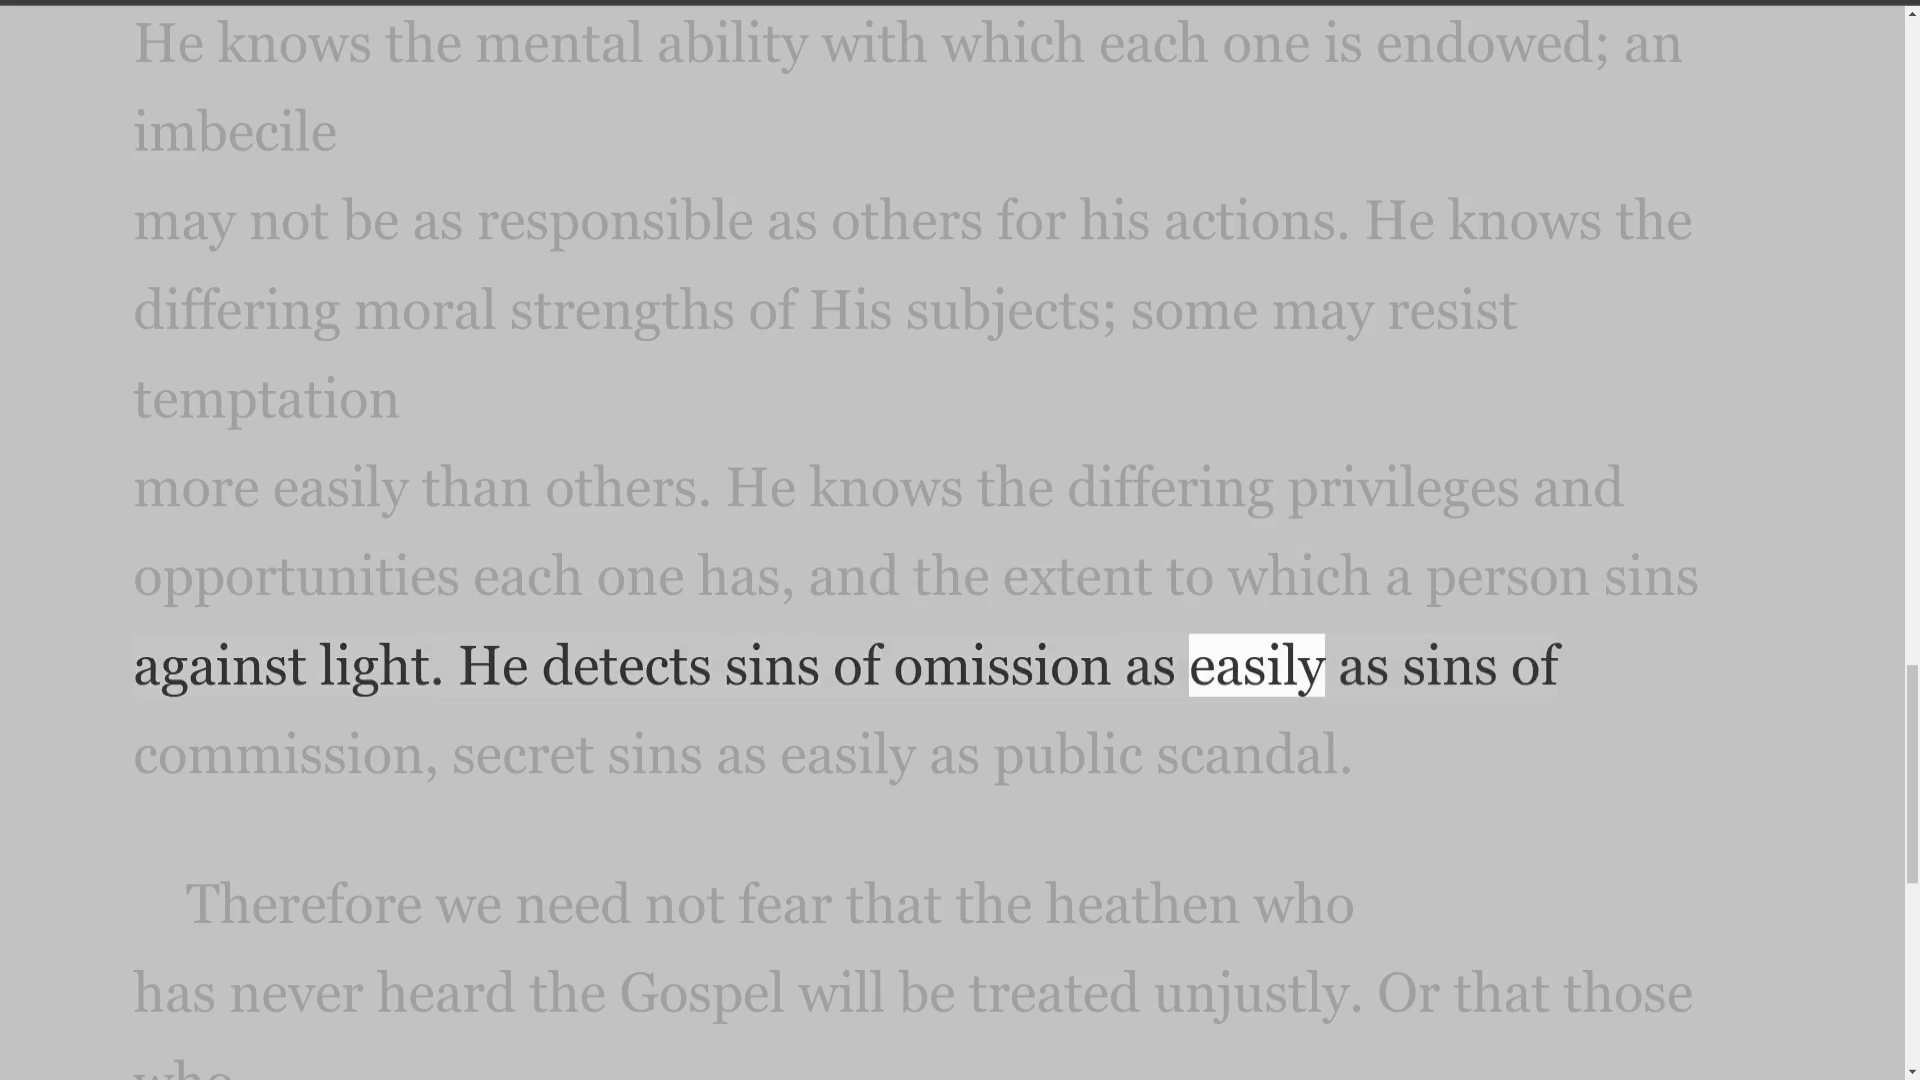 He knows the mental ability with which each one is endowed; an
imbecile
may not be as responsible as others for his actions. He knows the
differing moral strengths of His subjects; some may resist
temptation
more easily than others. He knows the differing privileges and
opportunities each one has, and the extent to which a person sins
against light. He detects sins of omission as easily as sins of
commission, secret sins as easily as public scandal.
Therefore we need not fear that the heathen who
has never heard the Gospel will be treated unjustly. Or that those
who